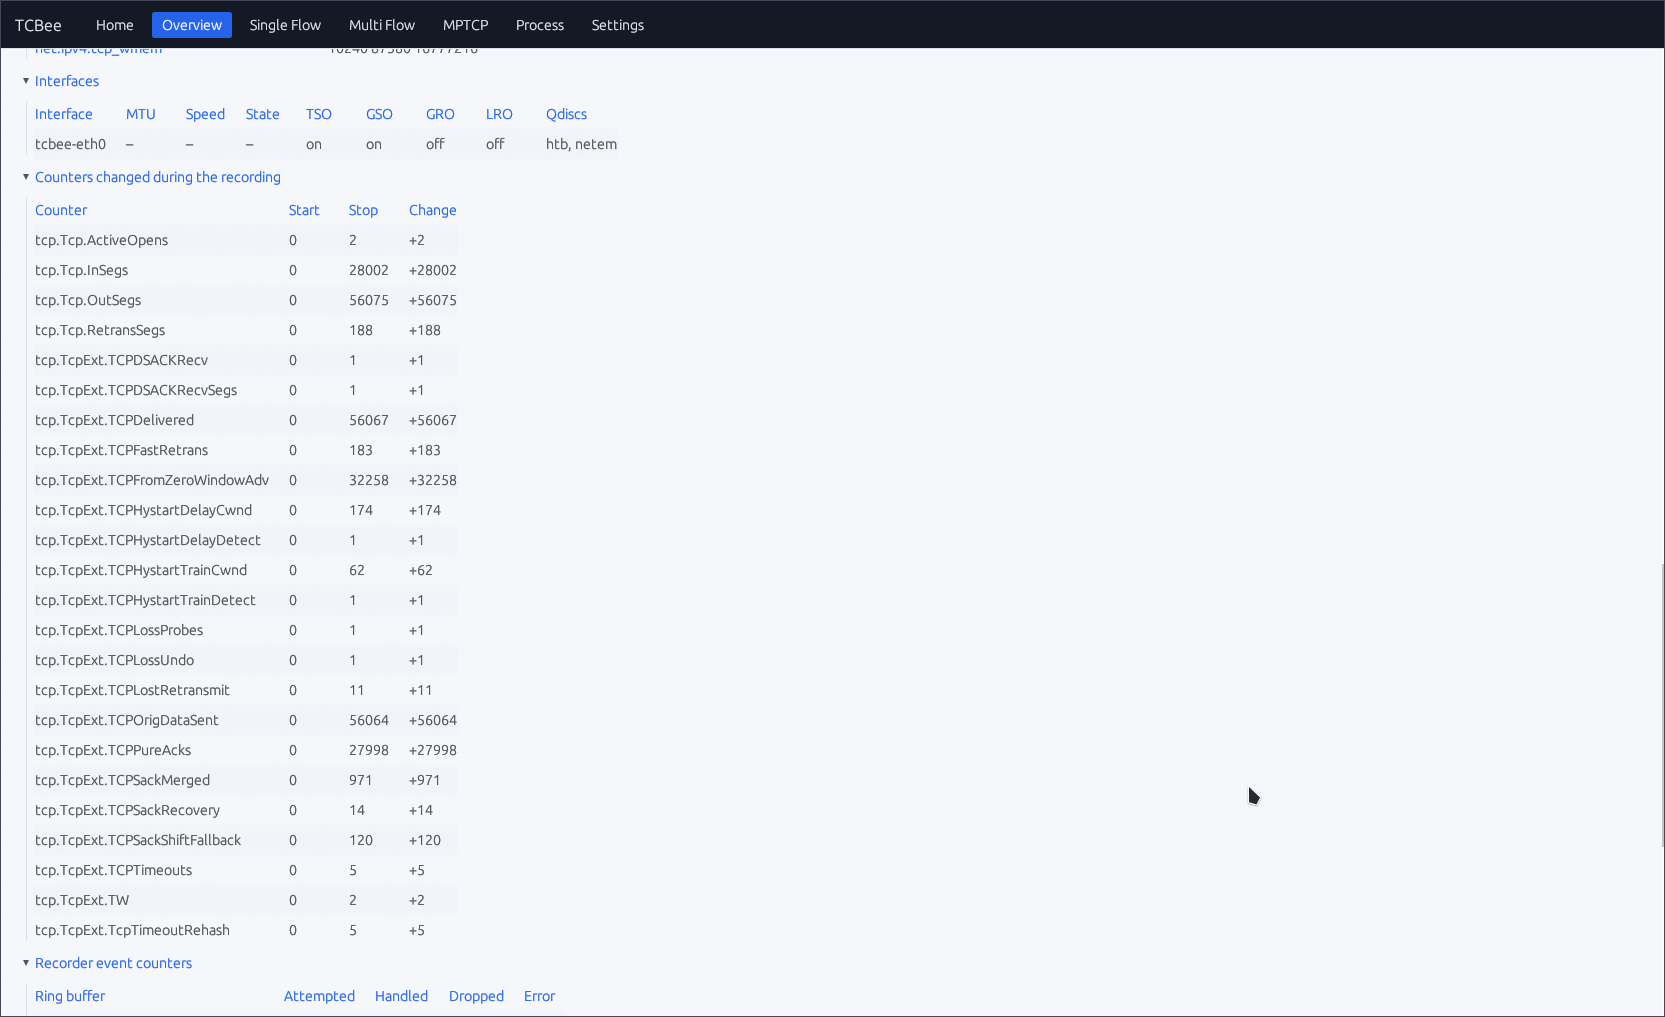 TCBee Home Overview Single Flow Multi Flow MPTCP Process Settings
net.ipv4.tcp_wmem 10240 87380 16777216
Interfaces
Interface MTU Speed State TSO GSO GRO LRO Qdiscs
tcbee-eth0 – – – on on off off htb, netem
Counters changed during the recording
Counter Start Stop Change
tcp.Tcp.ActiveOpens 0 2 +2
tcp.Tcp.InSegs 0 28002 +28002
tcp.Tcp.OutSegs 0 56075 +56075
tcp.Tcp.RetransSegs 0 188 +188
tcp.TcpExt.TCPDSACKRecv 0 1 +1
tcp.TcpExt.TCPDSACKRecvSegs 0 1 +1
tcp.TcpExt.TCPDelivered 0 56067 +56067
tcp.TcpExt.TCPFastRetrans 0 183 +183
tcp.TcpExt.TCPFromZeroWindowAdv 0 32258 +32258
tcp.TcpExt.TCPHystartDelayCwnd 0 174 +174
tcp.TcpExt.TCPHystartDelayDetect 0 1 +1
tcp.TcpExt.TCPHystartTrainCwnd 0 62 +62
tcp.TcpExt.TCPHystartTrainDetect 0 1 +1
tcp.TcpExt.TCPLossProbes 0 1 +1
tcp.TcpExt.TCPLossUndo 0 1 +1
tcp.TcpExt.TCPLostRetransmit 0 11 +11
tcp.TcpExt.TCPOrigDataSent 0 56064 +56064
tcp.TcpExt.TCPPureAcks 0 27998 +27998
tcp.TcpExt.TCPSackMerged 0 971 +971
tcp.TcpExt.TCPSackRecovery 0 14 +14
tcp.TcpExt.TCPSackShiftFallback 0 120 +120
tcp.TcpExt.TCPTimeouts 0 5 +5
tcp.TcpExt.TW 0 2 +2
tcp.TcpExt.TcpTimeoutRehash 0 5 +5
Recorder event counters
Ring buffer Attempted Handled Dropped Error